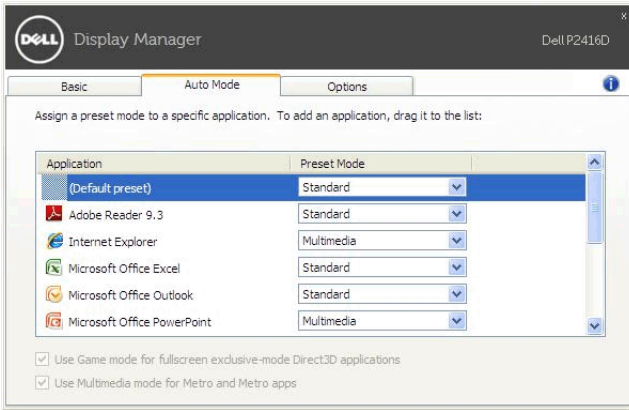 x
DELL Display Manager Dell P2416D
Basic Auto Mode Options
Assign a preset mode to a specific application. To add an application, drag it to the list:
Application Preset Mode
(Default preset) Standard
Adobe Reader 9.3 Standard
Internet Explorer Multimedia
Microsoft Office Excel Standard
Microsoft Office Outlook Standard
Microsoft Office PowerPoint Multimedia
Use Game mode for fullscreen exclusive-mode Direct3D applications
Use Multimedia mode for Metro and Metro apps